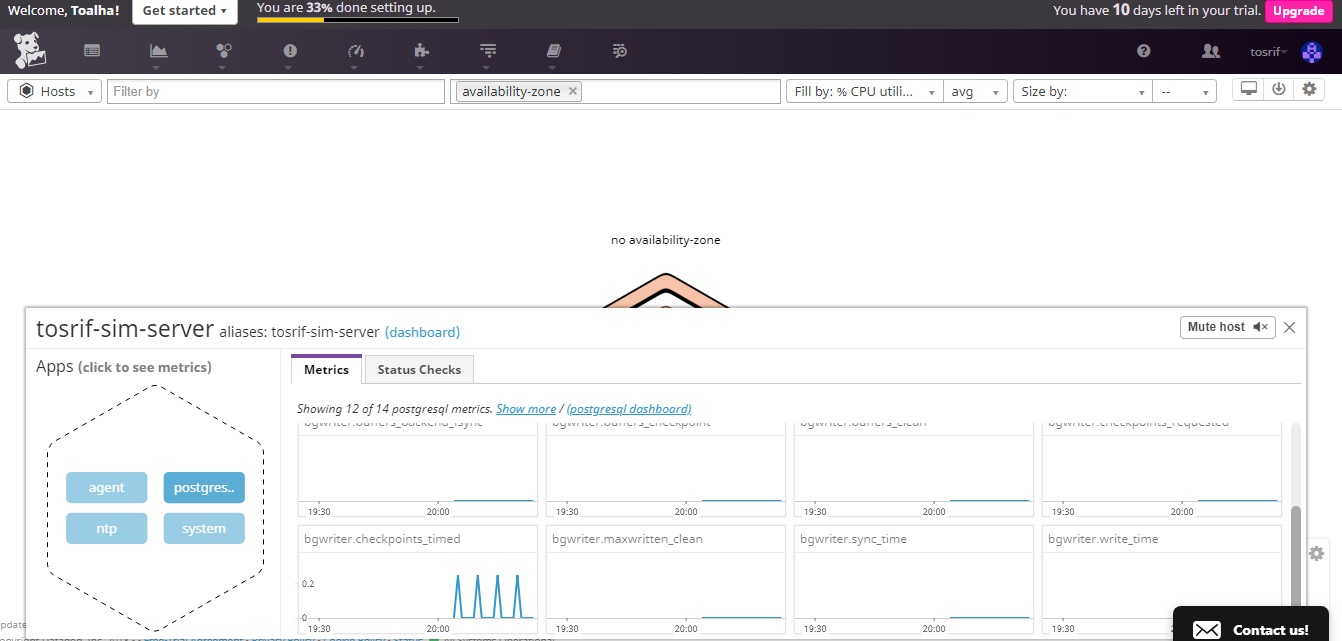 Welcome, Toalha!
Get started
You are 33% done setting up.
You have 10 days left in your trial.
Upgrade
tosrif
Hosts
Filter by
availability-zone ×
Fill by: % CPU utili...
avg
Size by:
--
no availability-zone
tosrif-sim-server aliases: tosrif-sim-server (dashboard)
Mute host
Apps (click to see metrics)
Metrics
Status Checks
Showing 12 of 14 postgresql metrics. Show more / (postgresql dashboard)
bgwriter.buffers_backend_fsync
bgwriter.buffers_checkpoint
bgwriter.buffers_clean
bgwriter.checkpoints_requested
agent
postgres..
ntp
system
19:30 20:00
19:30 20:00
19:30 20:00
19:30 20:00
bgwriter.checkpoints_timed
bgwriter.maxwritten_clean
bgwriter.sync_time
bgwriter.write_time
0.2
0
19:30 20:00
19:30 20:00
19:30 20:00
19:30
Contact us!